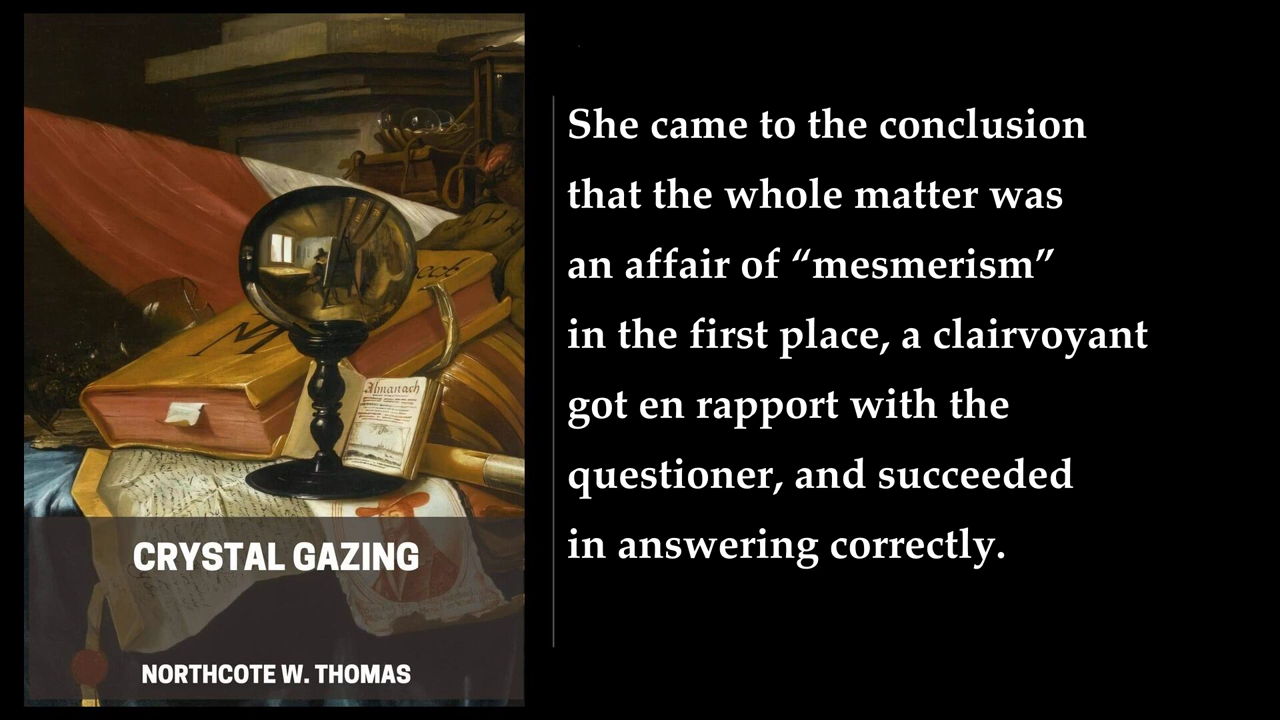 Almanach
M
CRYSTAL GAZING
NORTHCOTE W. THOMAS
She came to the conclusion
that the whole matter was
an affair of “mesmerism”
in the first place, a clairvoyant
got en rapport with the
questioner, and succeeded
in answering correctly.